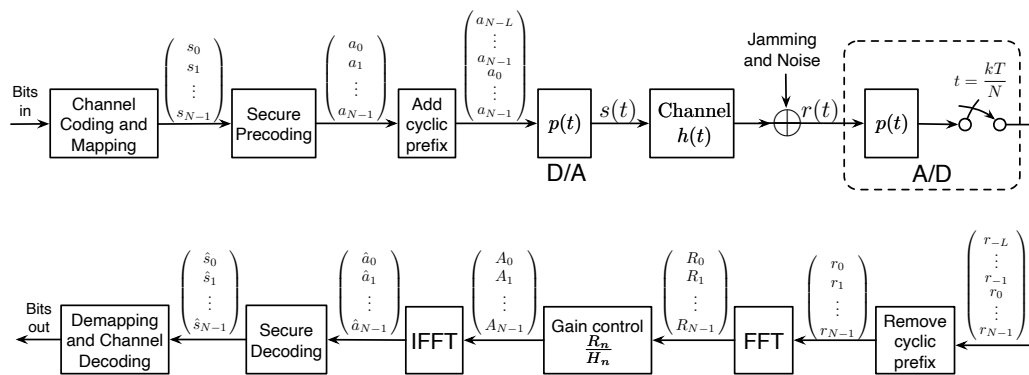 Bits
in
Channel
Coding and
Mapping
s_0
s_1
⋮
s_{N-1}
Secure
Precoding
a_0
a_1
⋮
a_{N-1}
Add
cyclic
prefix
a_{N-L}
⋮
a_{N-1}
a_0
⋮
a_{N-1}
p(t)
D/A
s(t)
Channel
h(t)
Jamming
and Noise
r(t)
p(t)
t = kT/N
A/D
Bits
out
Demapping
and Channel
Decoding
ŝ_0
ŝ_1
⋮
ŝ_{N-1}
Secure
Decoding
â_0
â_1
⋮
â_{N-1}
IFFT
A_0
A_1
⋮
A_{N-1}
Gain control
R_n/H_n
R_0
R_1
⋮
R_{N-1}
FFT
r_0
r_1
⋮
r_{N-1}
Remove
cyclic
prefix
r_{-L}
⋮
r_{-1}
r_0
⋮
r_{N-1}